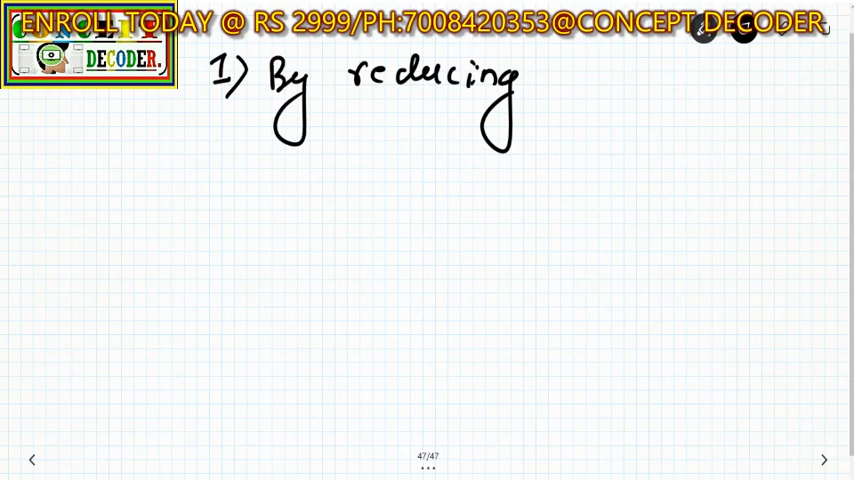 ENROLL TODAY @ RS 2999/PH:7008420353@CONCEPT DECODER.
DECODER.
1) By reducing
47/47